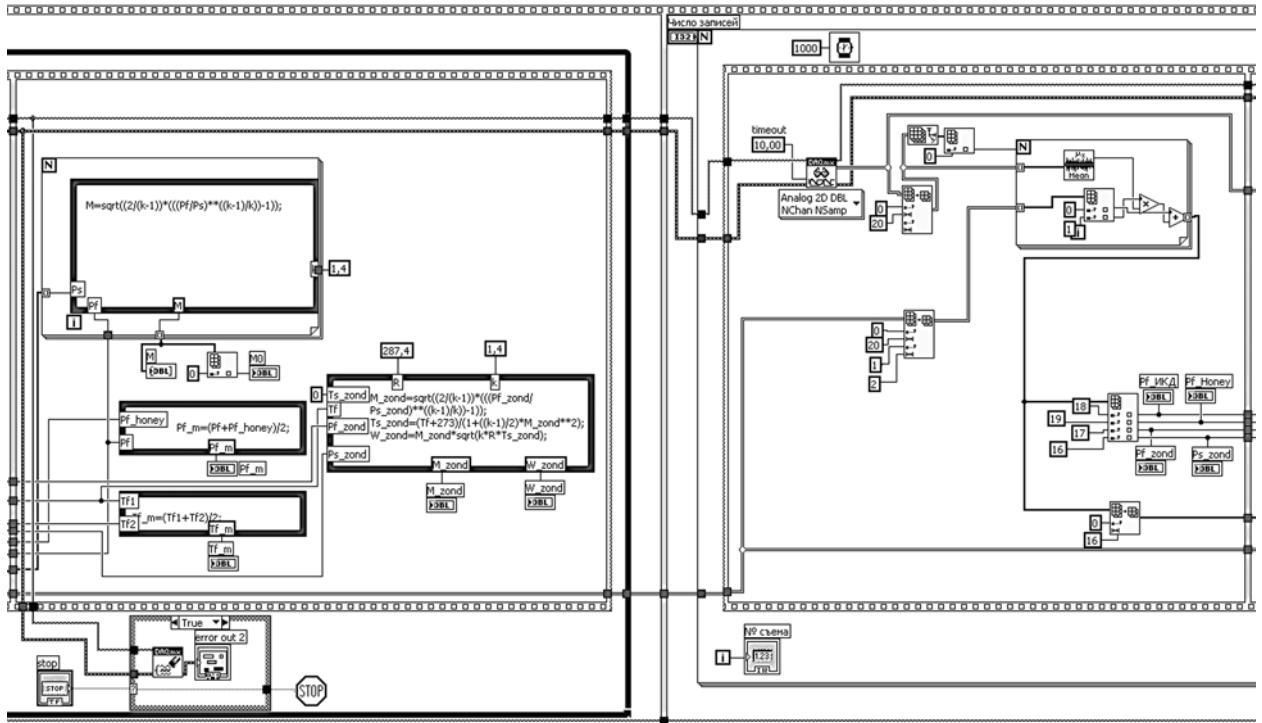 N
M=sqrt((2/(k-1))*(((Pf/Ps)**((k-1)/k))-1));
1,4
Ps
Pf
M
i
M
[DBL]
0
M0
DBL
287,4
1,4
R
k
0
Ts_zond
Tf
Pf_zond
Ps_zond
M_zond=sqrt((2/(k-1))*(((Pf_zond/
Ps_zond)**((k-1)/k))-1));
Ts_zond=(Tf+273)/(1+((k-1)/2)*M_zond**2);
W_zond=M_zond*sqrt(k*R*Ts_zond);
M_zond
W_zond
M_zond
DBL
W_zond
DBL
Pf_honey
Pf
Pf_m=(Pf+Pf_honey)/2;
Pf_m
DBL
Pf_m
Tf1
Tf2
Tf_m=(Tf1+Tf2)/2;
Tf_m
Tf_m
DBL
True
error out 2
DAQmx
stop
STOP
TF
?
STOP
Число записей
I32
N
1000
timeout
10,00
DAQmx
Analog 2D DBL
NChan NSamp
0
20
0
N
Mean
0
1
i
x
+
0
20
1
2
18
19
17
16
Pf_ИКД
DBL
Pf_Honey
DBL
Pf_zond
DBL
Ps_zond
DBL
0
16
№ съема
i
1.23